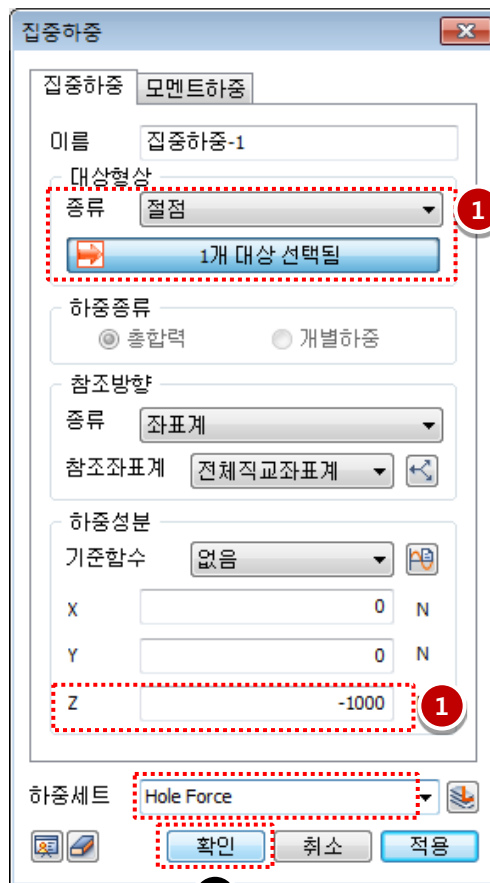 집중하중
집중하중 모멘트하중
이름 집중하중-1
대상형상
종류 절점 1
1개 대상 선택됨
하중종류
총합력 개별하중
참조방향
종류 좌표계
참조좌표계 전체직교좌표계
하중성분
기준함수 없음
X 0 N
Y 0 N
Z -1000 1
하중세트 Hole Force
확인 취소 적용